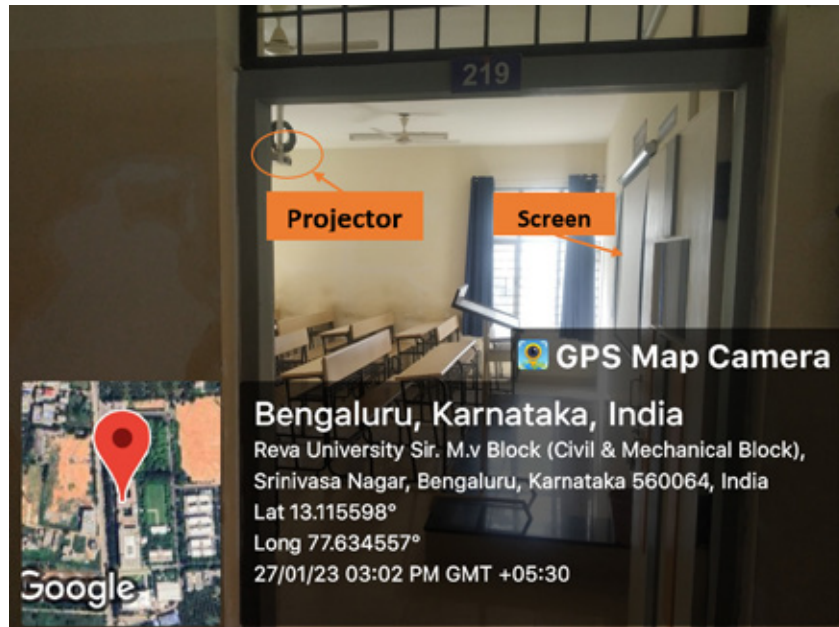 219
Projector
Screen
GPS Map Camera
Bengaluru, Karnataka, India
Reva University Sir. M.v Block (Civil & Mechanical Block),
Srinivasa Nagar, Bengaluru, Karnataka 560064, India
Lat 13.115598°
Long 77.634557°
27/01/23 03:02 PM GMT +05:30
Google